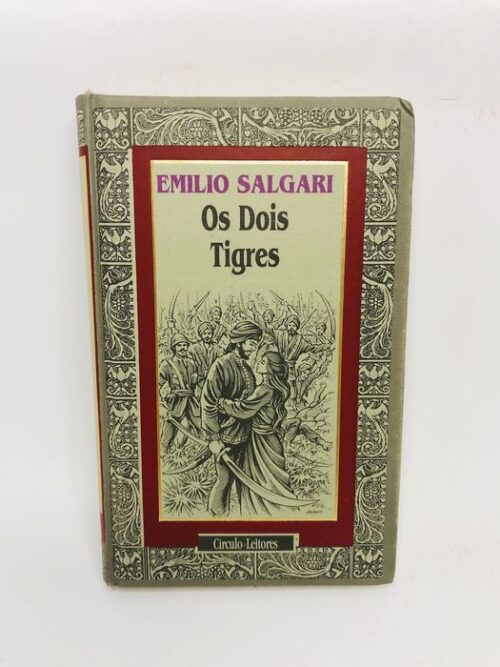 EMILIO SALGARI
Os Dois
Tigres
Círculo-Leitores